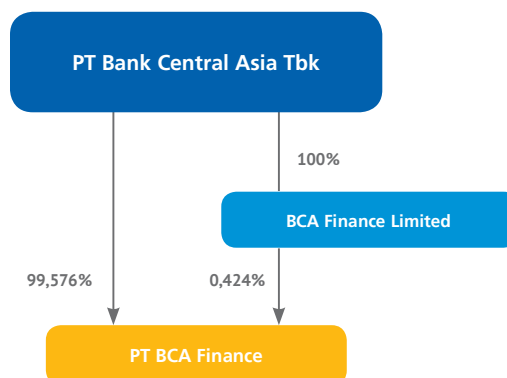 PT Bank Central Asia Tbk
100%
BCA Finance Limited
99,576%
0,424%
PT BCA Finance